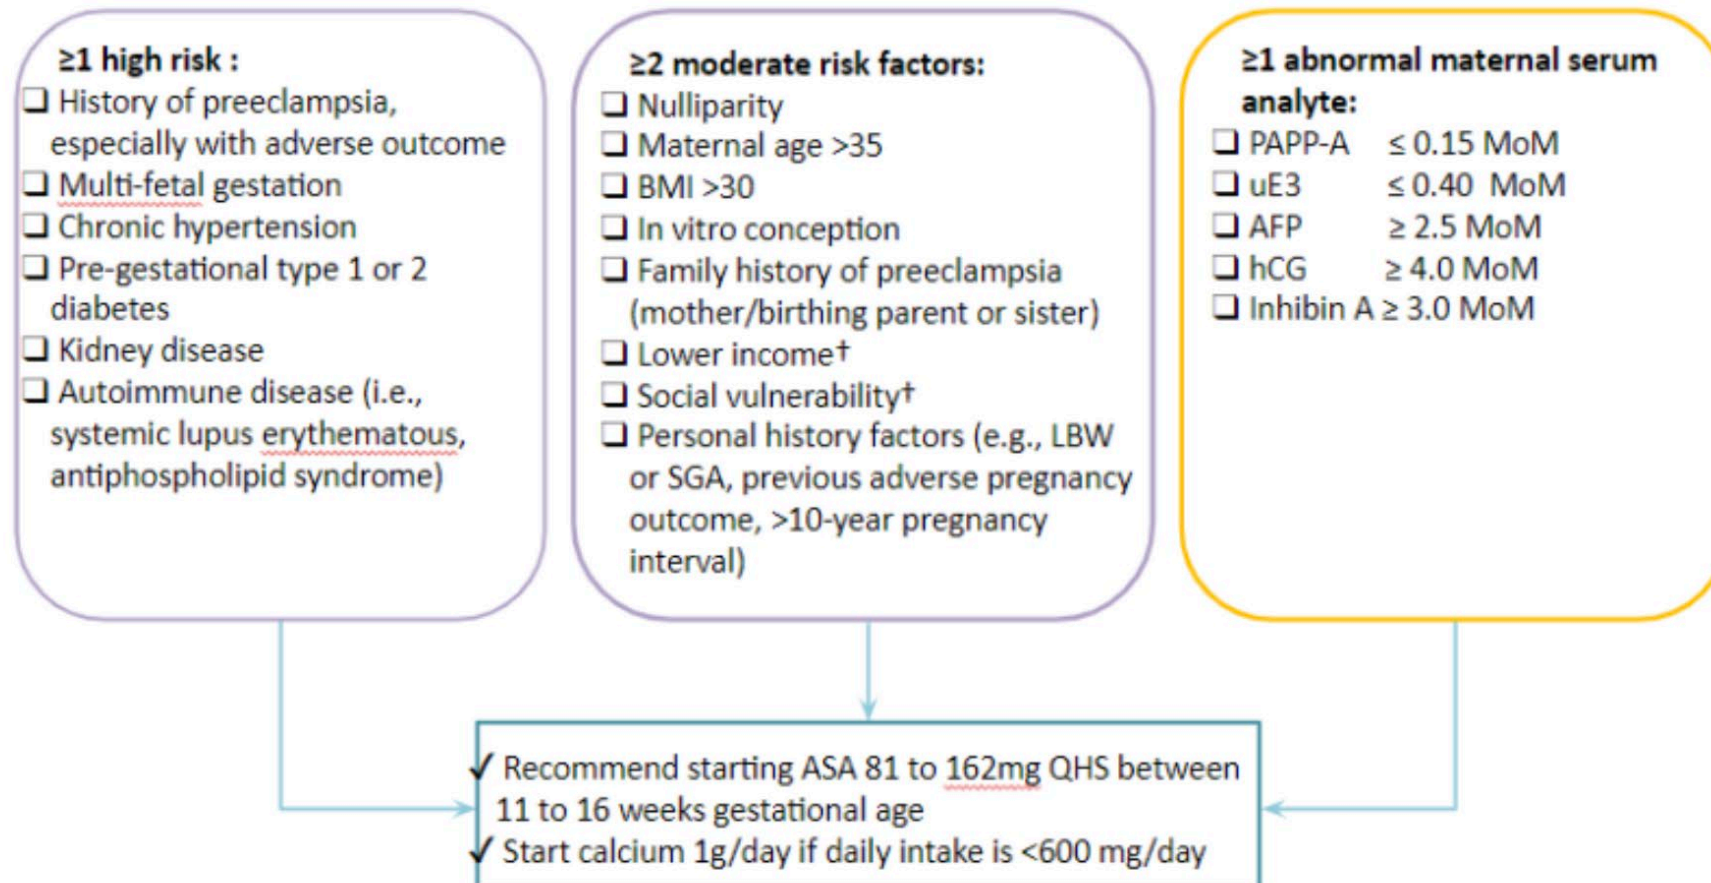 ≥1 high risk :
❑ History of preeclampsia,
especially with adverse outcome
❑ Multi-fetal gestation
❑ Chronic hypertension
❑ Pre-gestational type 1 or 2
diabetes
❑ Kidney disease
❑ Autoimmune disease (i.e.,
systemic lupus erythematous,
antiphospholipid syndrome)
≥2 moderate risk factors:
❑ Nulliparity
❑ Maternal age >35
❑ BMI >30
❑ In vitro conception
❑ Family history of preeclampsia
(mother/birthing parent or sister)
❑ Lower income†
❑ Social vulnerability†
❑ Personal history factors (e.g., LBW
or SGA, previous adverse pregnancy
outcome, >10-year pregnancy
interval)
≥1 abnormal maternal serum
analyte:
❑ PAPP-A ≤ 0.15 MoM
❑ uE3 ≤ 0.40 MoM
❑ AFP ≥ 2.5 MoM
❑ hCG ≥ 4.0 MoM
❑ Inhibin A ≥ 3.0 MoM
✓ Recommend starting ASA 81 to 162mg QHS between
11 to 16 weeks gestational age
✓ Start calcium 1g/day if daily intake is <600 mg/day